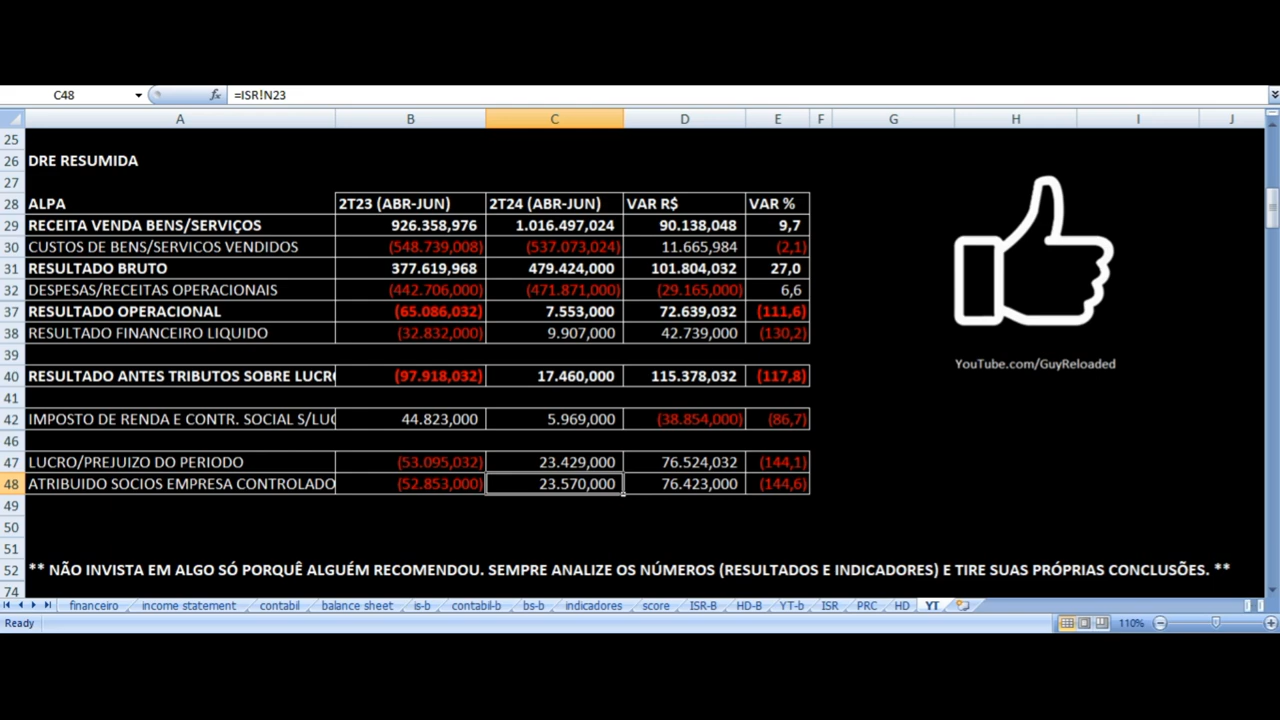 C48 fx =ISR!N23
A B C D E F G H I J
25
26 DRE RESUMIDA
27
28 ALPA 2T23 (ABR-JUN) 2T24 (ABR-JUN) VAR R$ VAR %
29 RECEITA VENDA BENS/SERVIÇOS 926.358,976 1.016.497,024 90.138,048 9,7
30 CUSTOS DE BENS/SERVICOS VENDIDOS (548.739,008) (537.073,024) 11.665,984 (2,1)
31 RESULTADO BRUTO 377.619,968 479.424,000 101.804,032 27,0
32 DESPESAS/RECEITAS OPERACIONAIS (442.706,000) (471.871,000) (29.165,000) 6,6
37 RESULTADO OPERACIONAL (65.086,032) 7.553,000 72.639,032 (111,6)
38 RESULTADO FINANCEIRO LIQUIDO (32.832,000) 9.907,000 42.739,000 (130,2)
39
YouTube.com/GuyReloaded
40 RESULTADO ANTES TRIBUTOS SOBRE LUCRO (97.918,032) 17.460,000 115.378,032 (117,8)
41
42 IMPOSTO DE RENDA E CONTR. SOCIAL S/LUC 44.823,000 5.969,000 (38.854,000) (86,7)
46
47 LUCRO/PREJUIZO DO PERIODO (53.095,032) 23.429,000 76.524,032 (144,1)
48 ATRIBUIDO SOCIOS EMPRESA CONTROLADO (52.853,000) 23.570,000 76.423,000 (144,6)
49
50
51
52 ** NÃO INVISTA EM ALGO SÓ PORQUÊ ALGUÉM RECOMENDOU. SEMPRE ANALIZE OS NÚMEROS (RESULTADOS E INDICADORES) E TIRE SUAS PRÓPRIAS CONCLUSÕES. **
74
financeiro income statement contabil balance sheet is-b contabil-b bs-b indicadores score ISR-B HD-B YT-b ISR PRC HD YT
Ready 110%